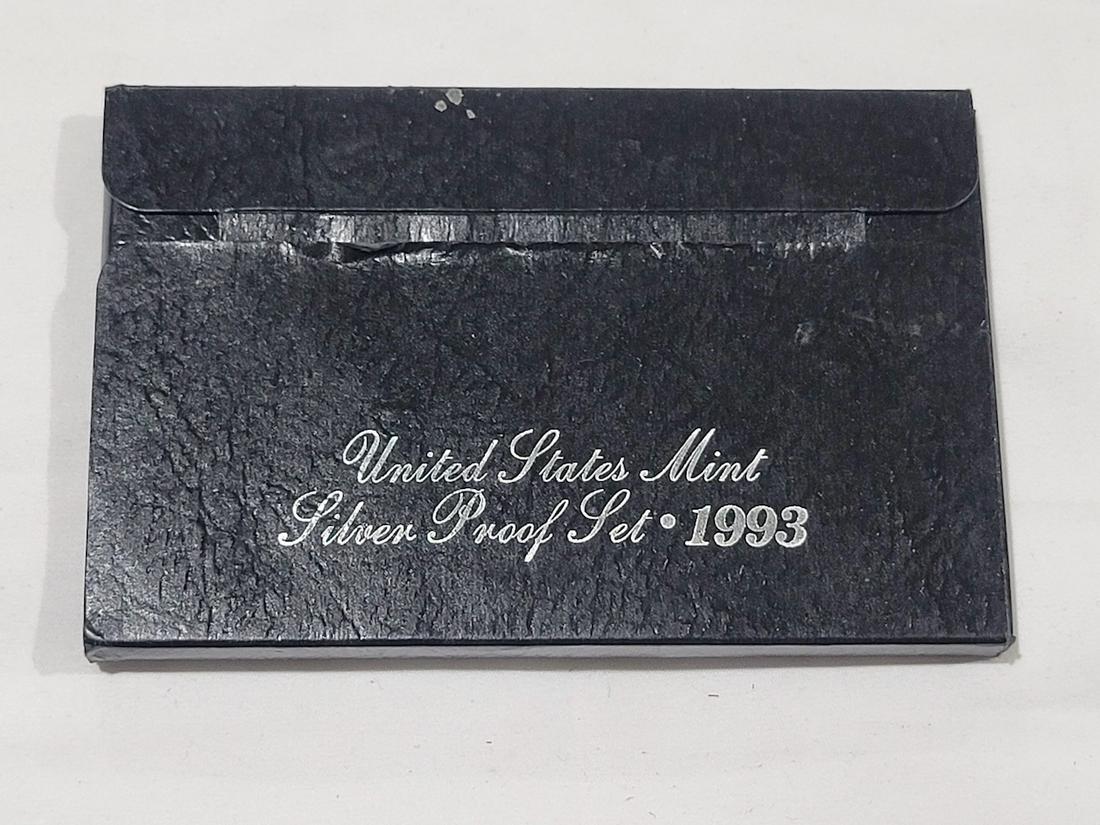 United States Mint
Silver Proof Set • 1993